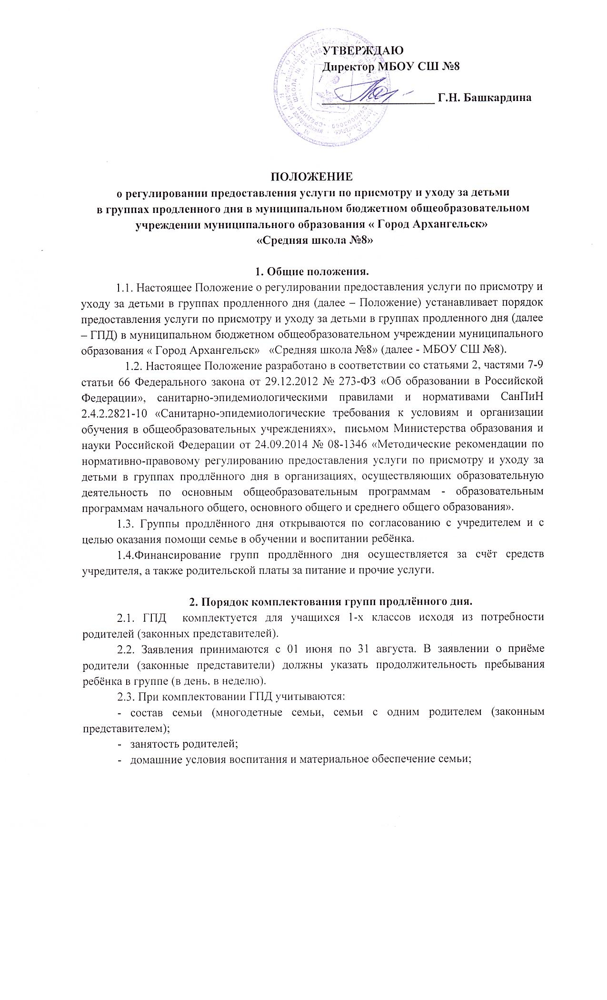 УТВЕРЖДАЮ
Директор МБОУ СШ №8
Г.Н. Башкардина
ПОЛОЖЕНИЕ
о регулировании предоставления услуги по присмотру и уходу за детьми
в группах продленного дня в муниципальном бюджетном общеобразовательном
учреждении муниципального образования « Город Архангельск»
«Средняя школа №8»
1. Общие положения.
1.1. Настоящее Положение о регулировании предоставления услуги по присмотру и
уходу за детьми в группах продленного дня (далее – Положение) устанавливает порядок
предоставления услуги по присмотру и уходу за детьми в группах продленного дня (далее
– ГПД) в муниципальном бюджетном общеобразовательном учреждении муниципального
образования « Город Архангельск» «Средняя школа №8» (далее - МБОУ СШ №8).
1.2. Настоящее Положение разработано в соответствии со статьями 2, частями 7-9
статьи 66 Федерального закона от 29.12.2012 № 273-ФЗ «Об образовании в Российской
Федерации», санитарно-эпидемиологическими правилами и нормативами СанПиН
2.4.2.2821-10 «Санитарно-эпидемиологические требования к условиям и организации
обучения в общеобразовательных учреждениях», письмом Министерства образования и
науки Российской Федерации от 24.09.2014 № 08-1346 «Методические рекомендации по
нормативно-правовому регулированию предоставления услуги по присмотру и уходу за
детьми в группах продлённого дня в организациях, осуществляющих образовательную
деятельность по основным общеобразовательным программам - образовательным
программам начального общего, основного общего и среднего общего образования».
1.3. Группы продлённого дня открываются по согласованию с учредителем и с
целью оказания помощи семье в обучении и воспитании ребёнка.
1.4.Финансирование групп продлённого дня осуществляется за счёт средств
учредителя, а также родительской платы за питание и прочие услуги.
2. Порядок комплектования групп продлённого дня.
2.1. ГПД комплектуется для учащихся 1-х классов исходя из потребности
родителей (законных представителей).
2.2. Заявления принимаются с 01 июня по 31 августа. В заявлении о приёме
родители (законные представители) должны указать продолжительность пребывания
ребёнка в группе (в день, в неделю).
2.3. При комплектовании ГПД учитываются:
- состав семьи (многодетные семьи, семьи с одним родителем (законным
представителем);
- занятость родителей;
- домашние условия воспитания и материальное обеспечение семьи;